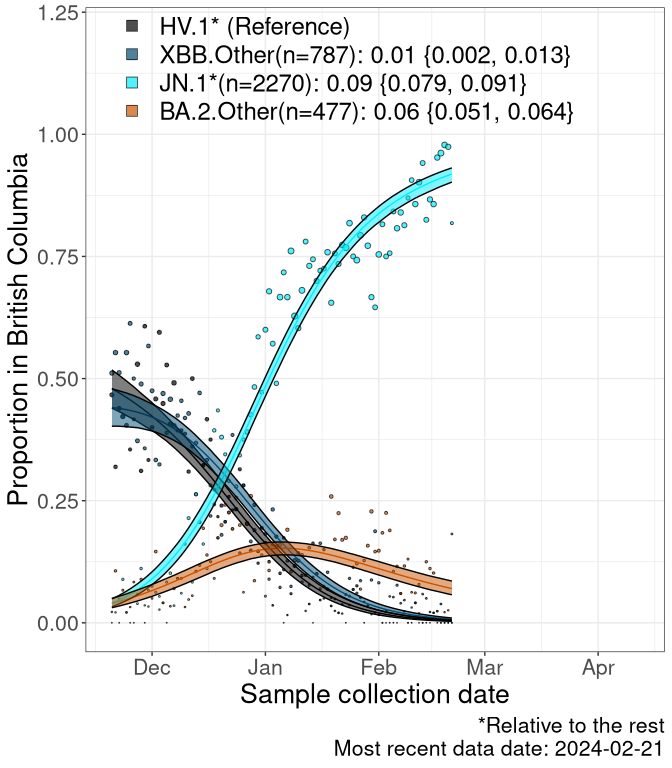 HV.1* (Reference)
XBB.Other(n=787): 0.01 {0.002, 0.013}
JN.1*(n=2270): 0.09 {0.079, 0.091}
BA.2.Other(n=477): 0.06 {0.051, 0.064}
1.25
1.00
0.75
0.50
0.25
0.00
Proportion in British Columbia
Dec Jan Feb Mar Apr
Sample collection date
*Relative to the rest
Most recent data date: 2024-02-21